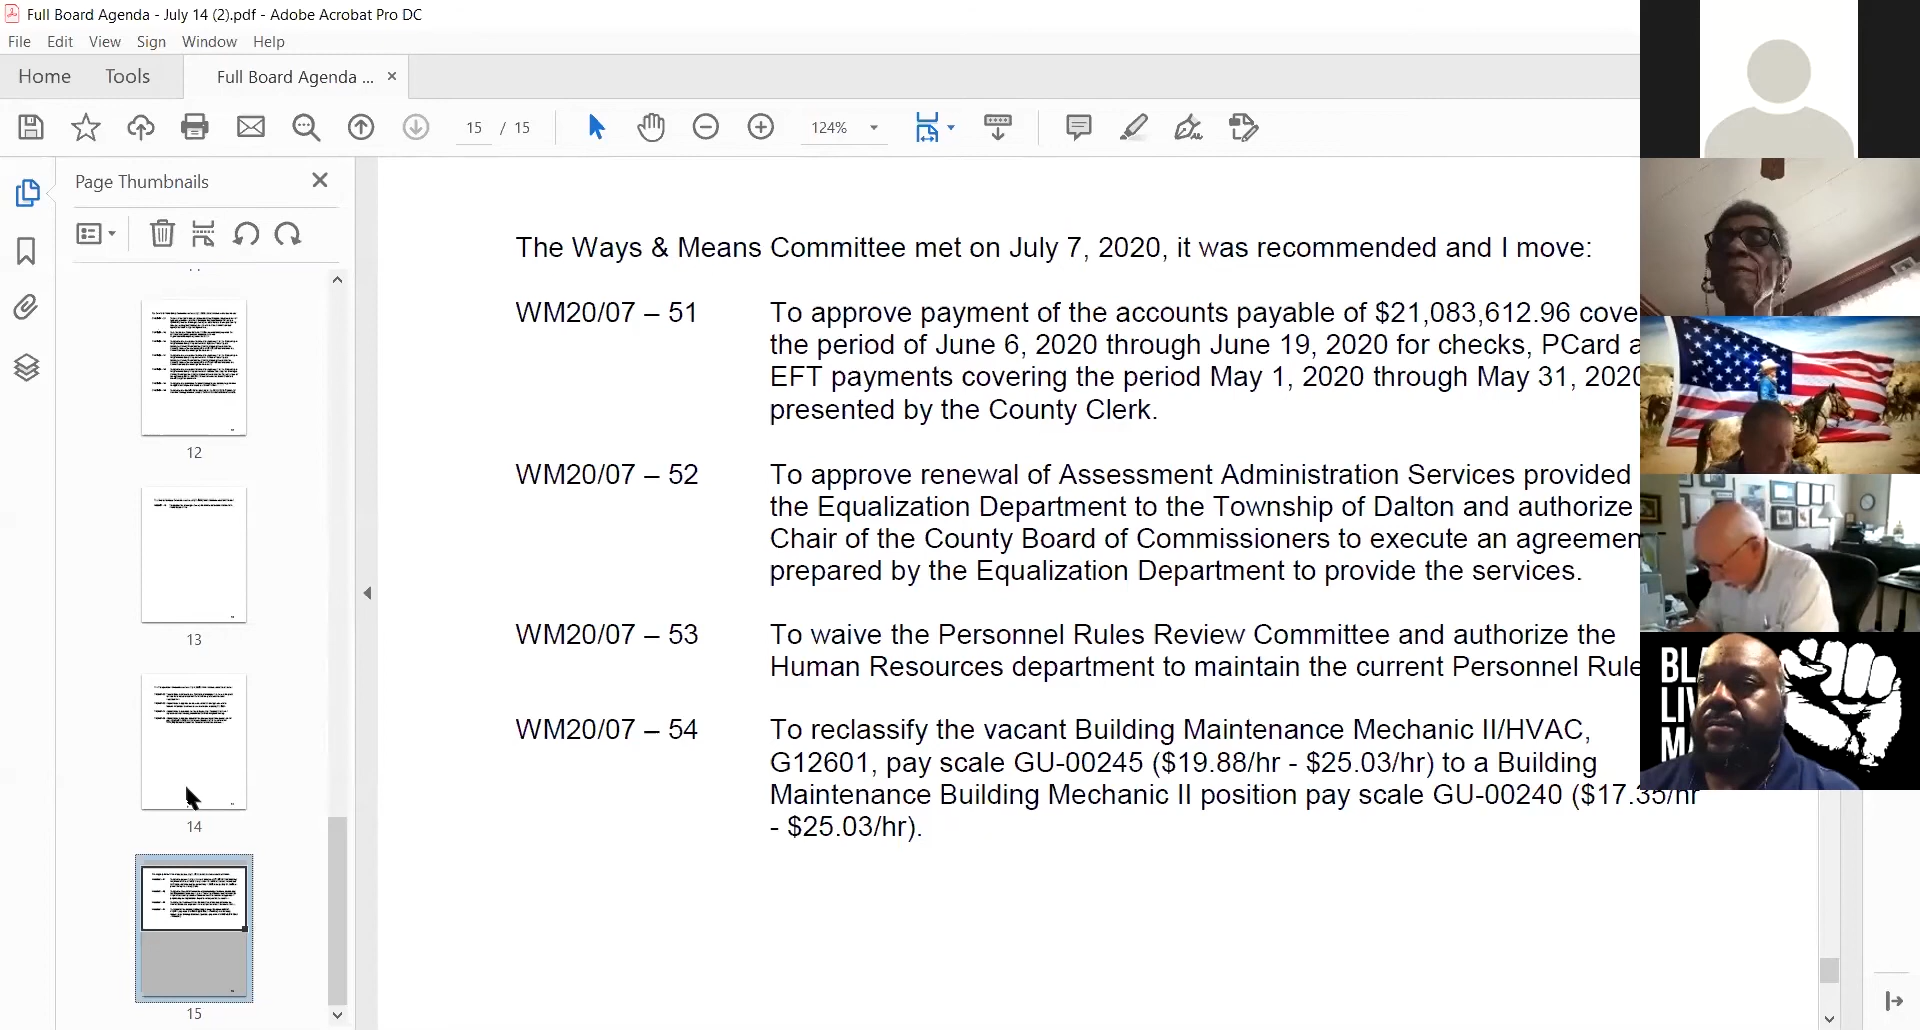 Full Board Agenda - July 14 (2).pdf - Adobe Acrobat Pro DC
File Edit View Sign Window Help
Home Tools Full Board Agenda ... ×
15 / 15 124%
Page Thumbnails
12
13
14
15
The Ways & Means Committee met on July 7, 2020, it was recommended and I move:
WM20/07 – 51 To approve payment of the accounts payable of $21,083,612.96
the period of June 6, 2020 through June 19, 2020 for checks, PCard
EFT payments covering the period May 1, 2020 through May 31, 2020
presented by the County Clerk.
WM20/07 – 52 To approve renewal of Assessment Administration Services provided
the Equalization Department to the Township of Dalton and authorize
Chair of the County Board of Commissioners to execute an agreemen
prepared by the Equalization Department to provide the services.
WM20/07 – 53 To waive the Personnel Rules Review Committee and authorize the
Human Resources department to maintain the current Personnel Rule
WM20/07 – 54 To reclassify the vacant Building Maintenance Mechanic II/HVAC,
G12601, pay scale GU-00245 ($19.88/hr - $25.03/hr) to a Building
Maintenance Building Mechanic II position pay scale GU-00240 ($17.35/hr
- $25.03/hr).
BLA
LIV
MA